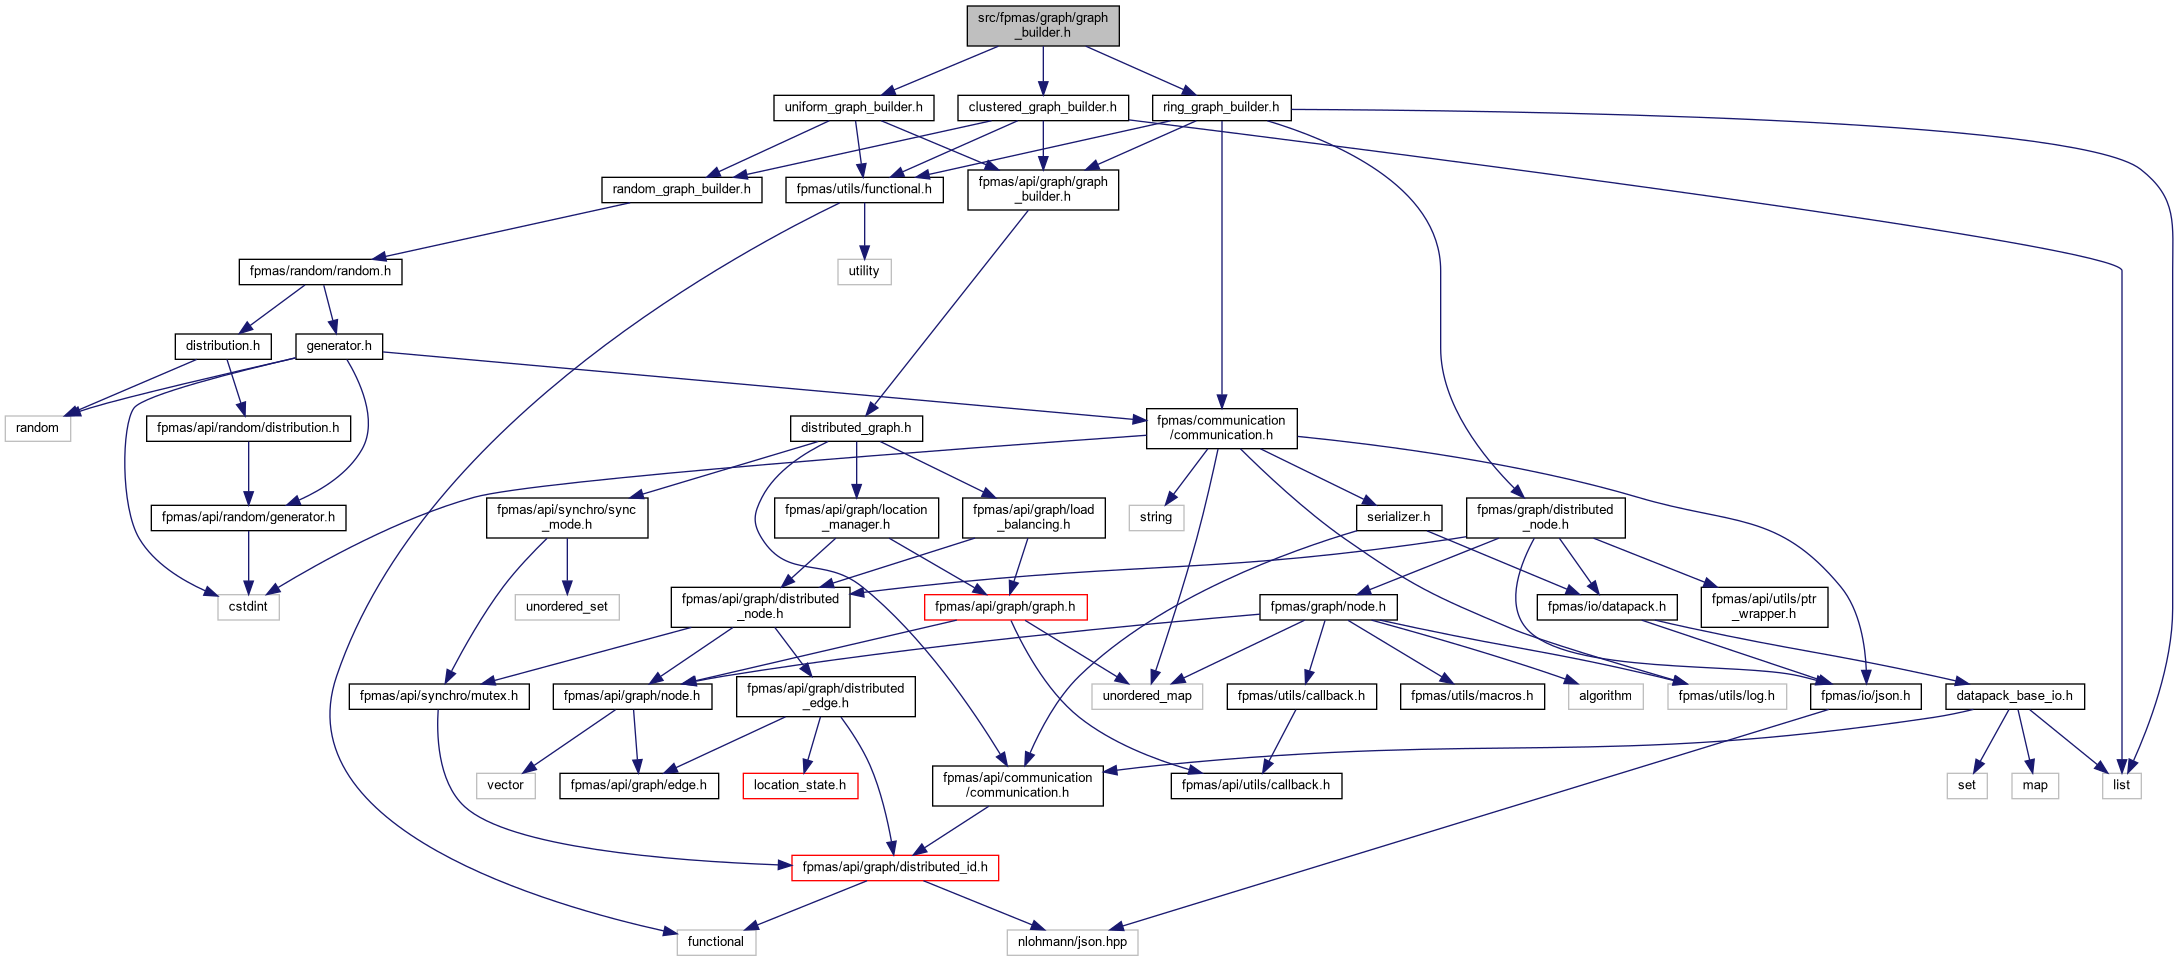 src/fpmas/graph/graph
_builder.h
uniform_graph_builder.h
clustered_graph_builder.h
ring_graph_builder.h
random_graph_builder.h
fpmas/utils/functional.h
fpmas/api/graph/graph
_builder.h
fpmas/random/random.h
utility
distribution.h
generator.h
random
fpmas/api/random/distribution.h
distributed_graph.h
fpmas/communication
/communication.h
fpmas/api/random/generator.h
fpmas/api/synchro/sync
_mode.h
fpmas/api/graph/location
_manager.h
fpmas/api/graph/load
_balancing.h
string
serializer.h
fpmas/graph/distributed
_node.h
cstdint
unordered_set
fpmas/api/graph/distributed
_node.h
fpmas/api/graph/graph.h
fpmas/graph/node.h
fpmas/io/datapack.h
fpmas/api/utils/ptr
_wrapper.h
fpmas/api/synchro/mutex.h
fpmas/api/graph/node.h
fpmas/api/graph/distributed
_edge.h
unordered_map
fpmas/utils/callback.h
fpmas/utils/macros.h
algorithm
fpmas/utils/log.h
fpmas/io/json.h
datapack_base_io.h
vector
fpmas/api/graph/edge.h
location_state.h
fpmas/api/communication
/communication.h
fpmas/api/utils/callback.h
set
map
list
fpmas/api/graph/distributed_id.h
functional
nlohmann/json.hpp